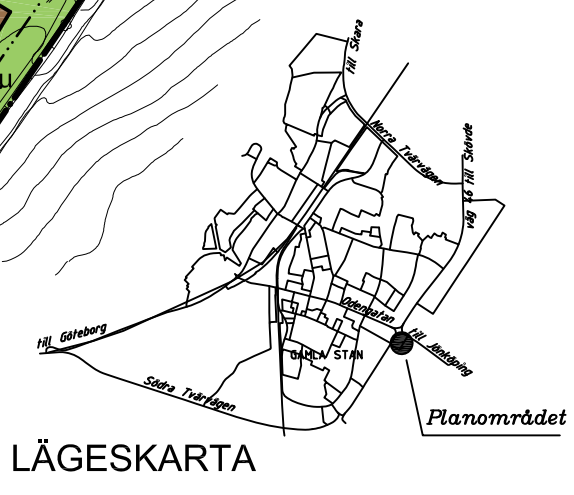 u
till Skara
Norra Tvärvägen
väg 46 till Skövde
Odengatan
till Jönköping
till Göteborg
GAMLA STAN
Södra Tvärvägen
Planområdet
LÄGESKARTA